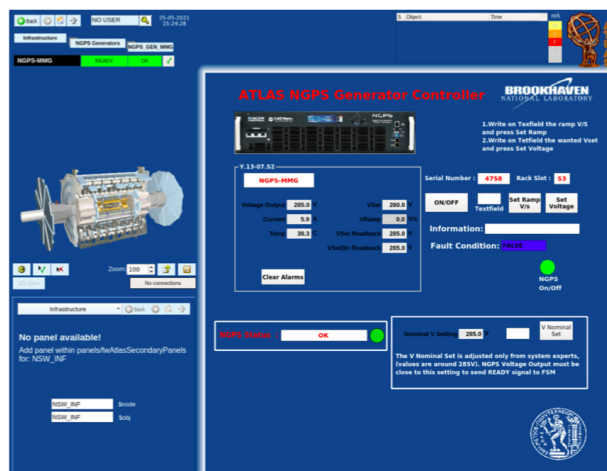 Back
NO USER
25-05-2021
15:24:28
S Object Time
n/A
Infrastructure
NGPS Generators
NGPS_GEN_MMG
NGPS-MMG READY OK
ATLAS NGPS Generator Controller
BROOKHAVEN
NATIONAL LABORATORY
NGPS
1.Write on Texfield the ramp V/S
and press Set Ramp
2.Write on Tetfield the wanted Vset
and press Set Voltage
Y.13-07.52
NGPS-MMG
Serial Number : 4758 Rack Slot : 53
Voltage Output 285.0 V
VSet 280.0 V
Current 5.9 A
VRamp 0.0 V/s
Temp 39.3 C
VSet Readback 285.0 V
VSetDir Readback 285.0 V
Clear Alarms
ON/OFF
Textfield
Set Ramp
V/s
Set
Voltage
Information:
Fault Condition: FALSE
NGPS
On/Off
Zoom: 100
3D View
No connections
Infrastructure
Back
No panel available!
Add panel within panels/fwAtlasSecondaryPanels
for: NSW_INF
NSW_INF $node
NSW_INF $obj
NGPS Status : OK
Nominal V Setting 285.0 V
V Nominal
Set
The V Nominal Set is adjusted only from system experts,
(values are around 285V). NGPS Voltage Output must be
close to this setting to send READY signal to FSM